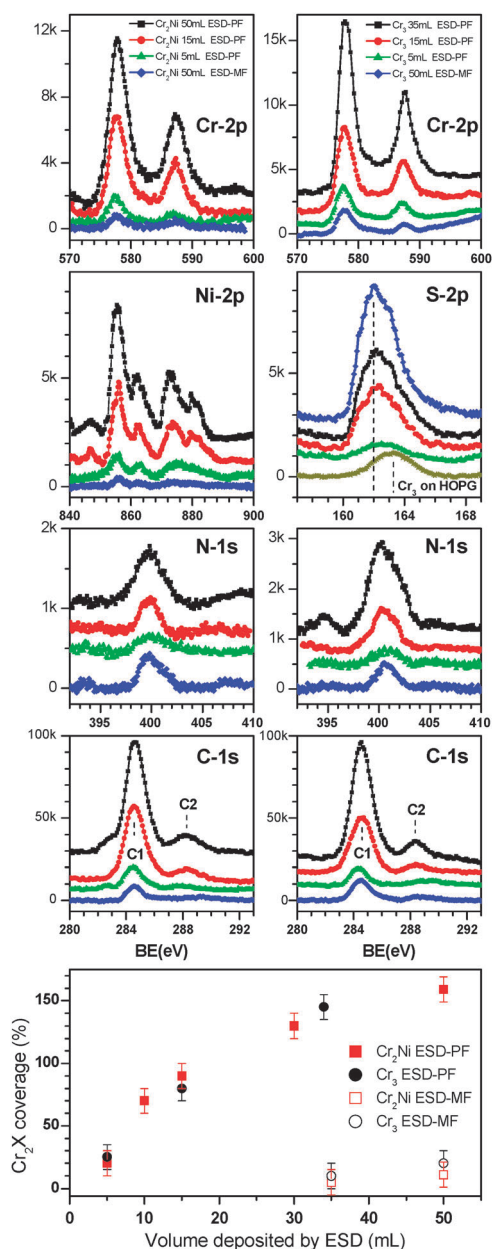 Cr2Ni 50mL ESD-PF
Cr2Ni 15mL ESD-PF
Cr2Ni 5mL ESD-PF
Cr2Ni 50mL ESD-MF
Cr-2p
12k
8k
4k
0
570 580 590 600
Cr3 35mL ESD-PF
Cr3 15mL ESD-PF
Cr3 5mL ESD-PF
Cr3 50mL ESD-MF
Cr-2p
15k
10k
5k
0
570 580 590 600
Ni-2p
5k
0
840 860 880 900
S-2p
5k
0
Cr3 on HOPG
160 164 168
N-1s
2k
1k
0
395 400 405 410
N-1s
3k
2k
1k
0
395 400 405 410
C-1s
100k
50k
0
C1
C2
280 284 288 292
BE(eV)
C-1s
100k
50k
0
C1
C2
280 284 288 292
BE(eV)
Cr2X coverage (%)
150
100
50
0
Cr2Ni ESD-PF
Cr3 ESD-PF
Cr2Ni ESD-MF
Cr3 ESD-MF
0 10 20 30 40 50
Volume deposited by ESD (mL)